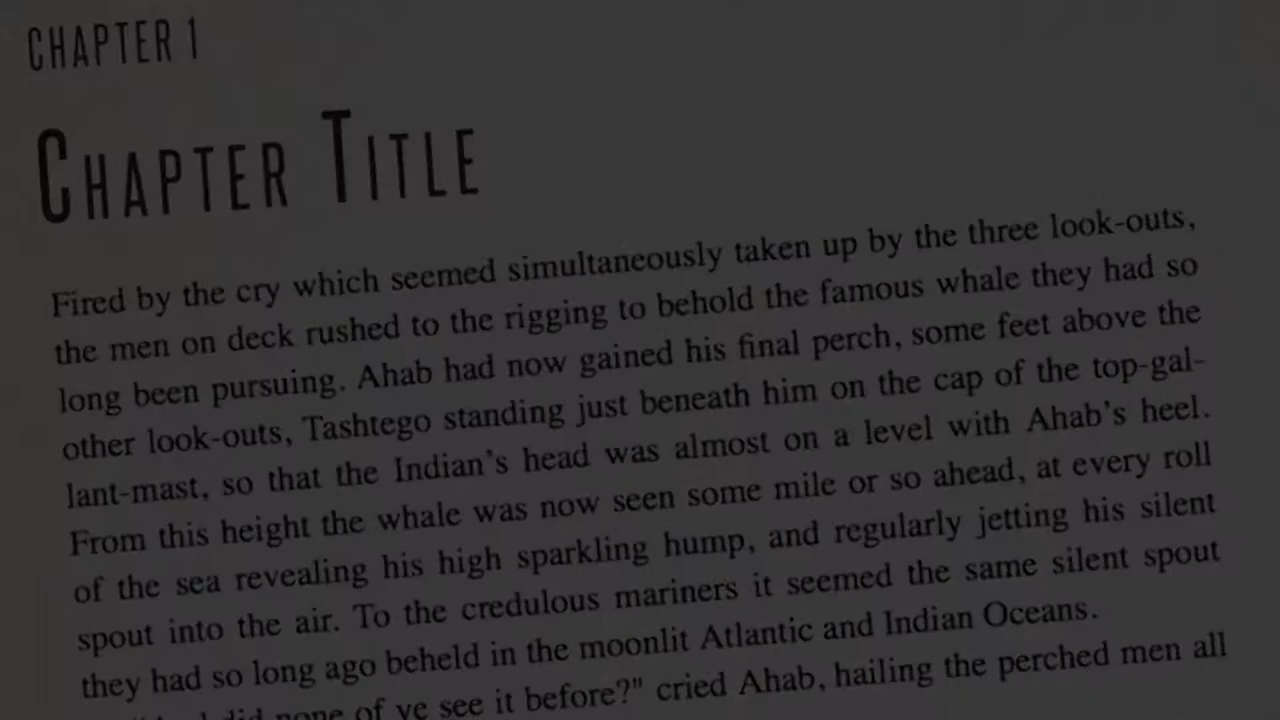 CHAPTER 1
CHAPTER TITLE
Fired by the cry which seemed simultaneously taken up by the three look-outs,
the men on deck rushed to the rigging to behold the famous whale they had so
long been pursuing. Ahab had now gained his final perch, some feet above the
other look-outs, Tashtego standing just beneath him on the cap of the top-gal-
lant-mast, so that the Indian's head was almost on a level with Ahab's heel.
From this height the whale was now seen some mile or so ahead, at every roll
of the sea revealing his high sparkling hump, and regularly jetting his silent
spout into the air. To the credulous mariners it seemed the same silent spout
they had so long ago beheld in the moonlit Atlantic and Indian Oceans.
did none of ye see it before?" cried Ahab, hailing the perched men all